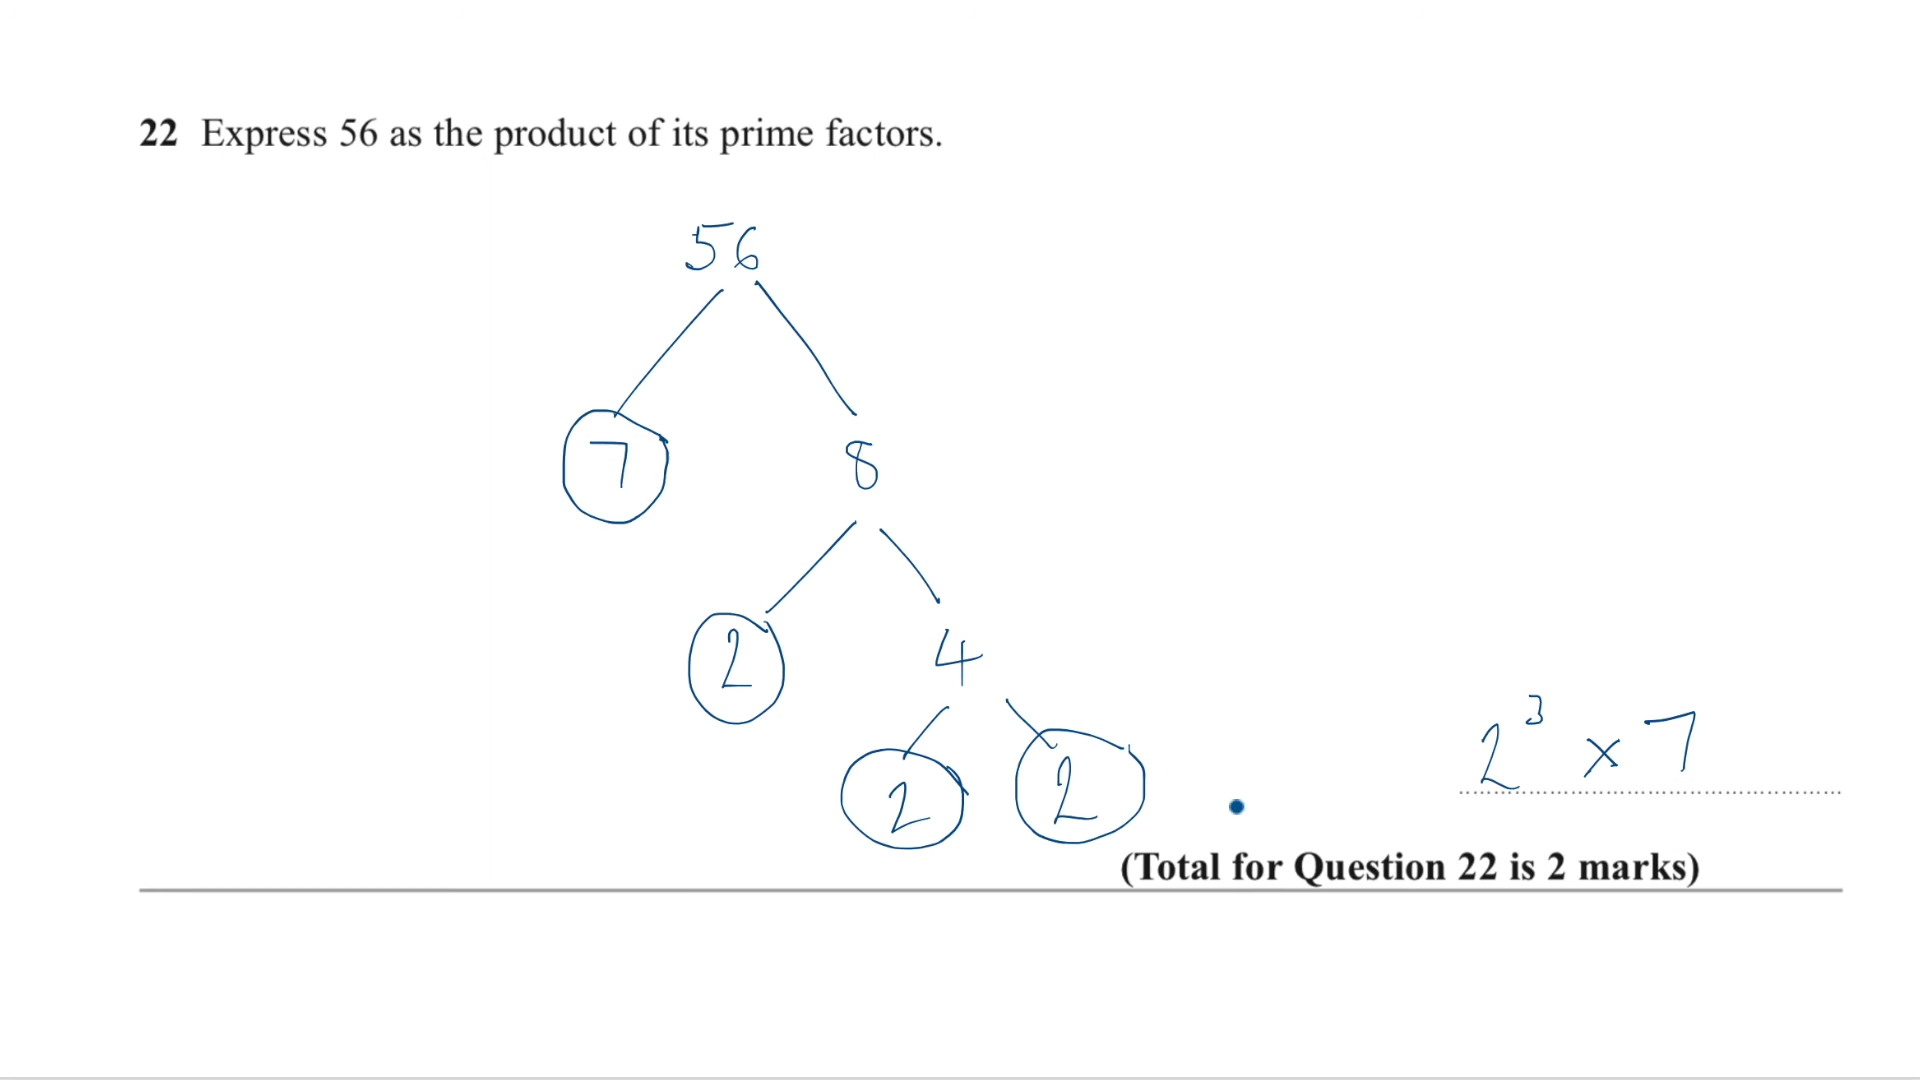 22 Express 56 as the product of its prime factors.
56
7 8
2 4
2 2
2³ × 7
(Total for Question 22 is 2 marks)